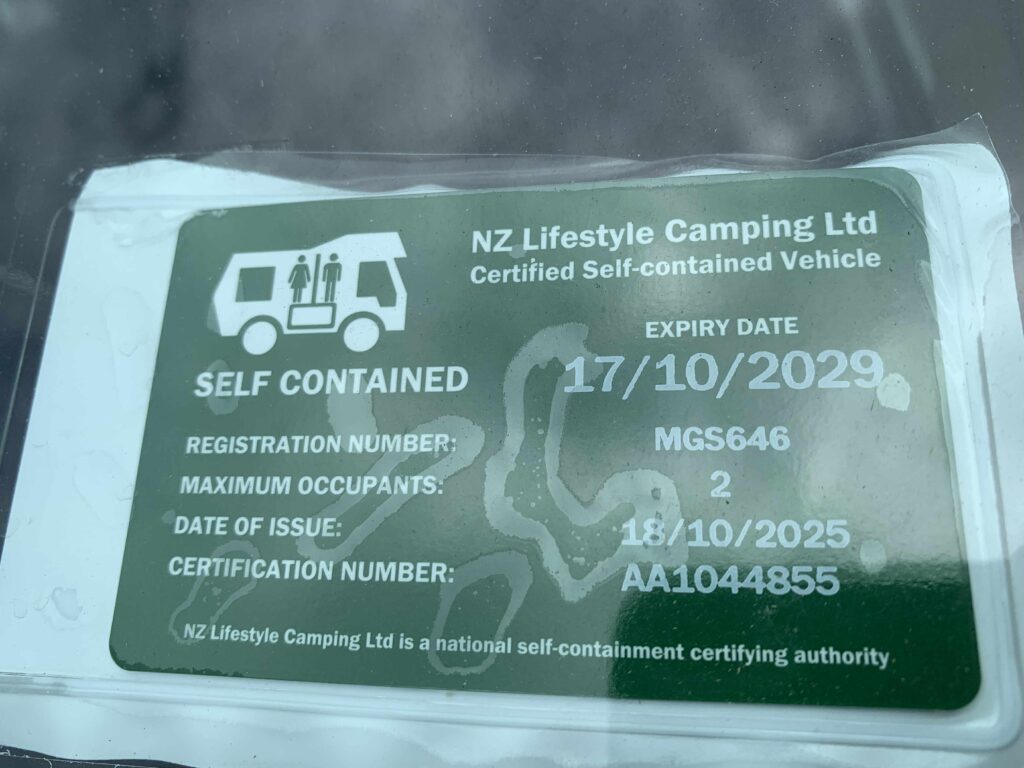 NZ Lifestyle Camping Ltd
Certified Self-contained Vehicle
EXPIRY DATE
17/10/2029
SELF CONTAINED
REGISTRATION NUMBER: MGS646
MAXIMUM OCCUPANTS: 2
DATE OF ISSUE: 18/10/2025
CERTIFICATION NUMBER: AA1044855
NZ Lifestyle Camping Ltd is a national self-containment certifying authority